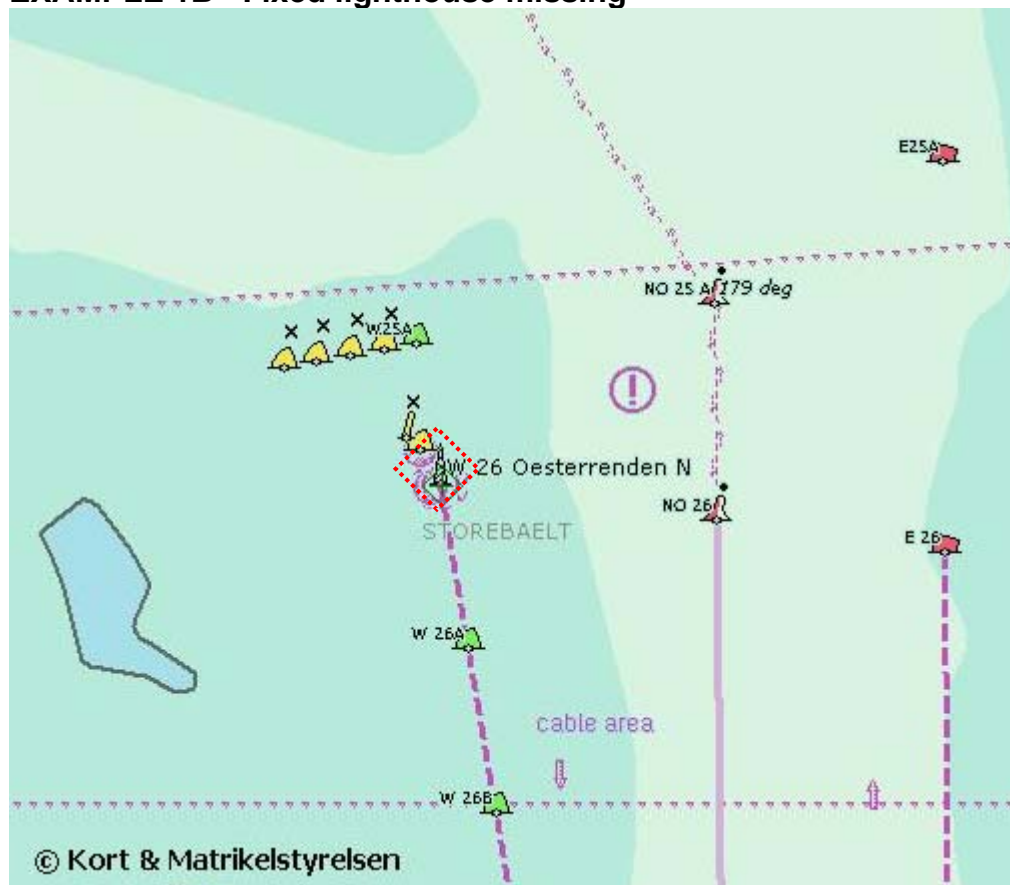 EXAMPLE 1B - Fixed lighthouse missing
E25A
NO 25 A 179 deg
W25A
W 26 Oesterrenden N
NO 26
STOREBAELT
E 26
W 26A
cable area
W 26B
© Kort & Matrikelstyrelsen